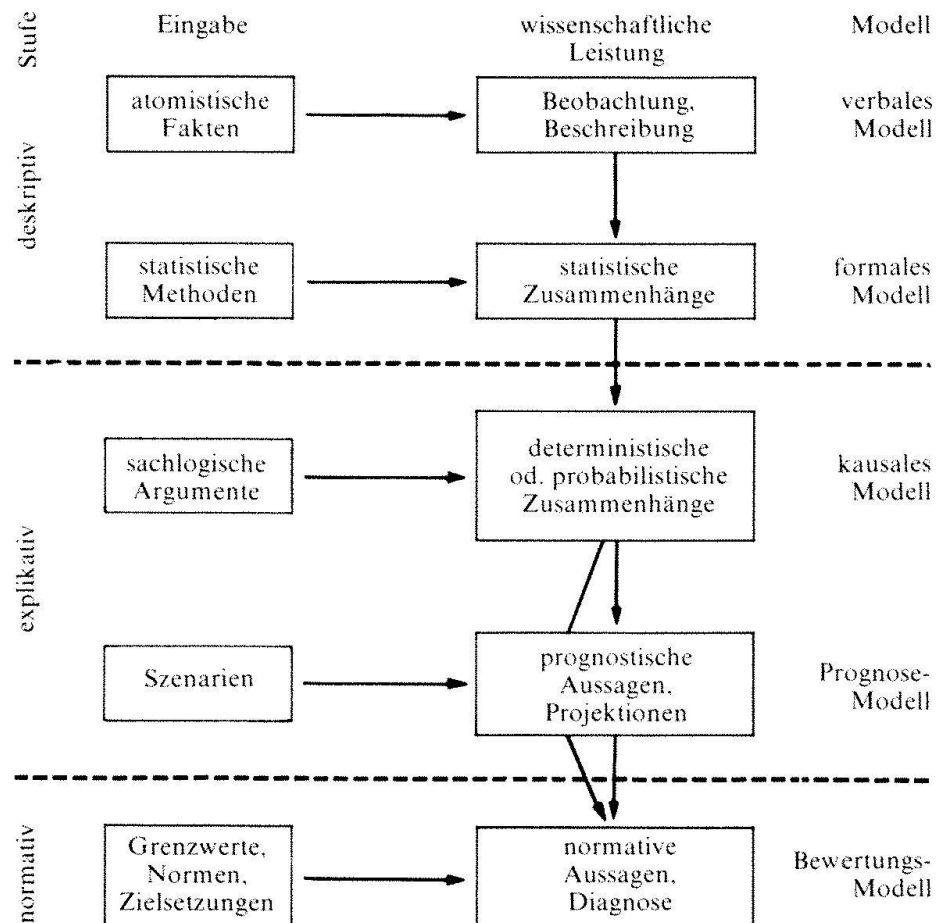 Stufe
Eingabe
wissenschaftliche
Leistung
Modell
deskriptiv
atomistische
Fakten
Beobachtung,
Beschreibung
verbales
Modell
statistische
Methoden
statistische
Zusammenhänge
formales
Modell
explikativ
sachlogische
Argumente
deterministische
od. probabilistische
Zusammenhänge
kausales
Modell
Szenarien
prognostische
Aussagen,
Projektionen
Prognose-
Modell
normativ
Grenzwerte,
Normen,
Zielsetzungen
normative
Aussagen,
Diagnose
Bewertungs-
Modell